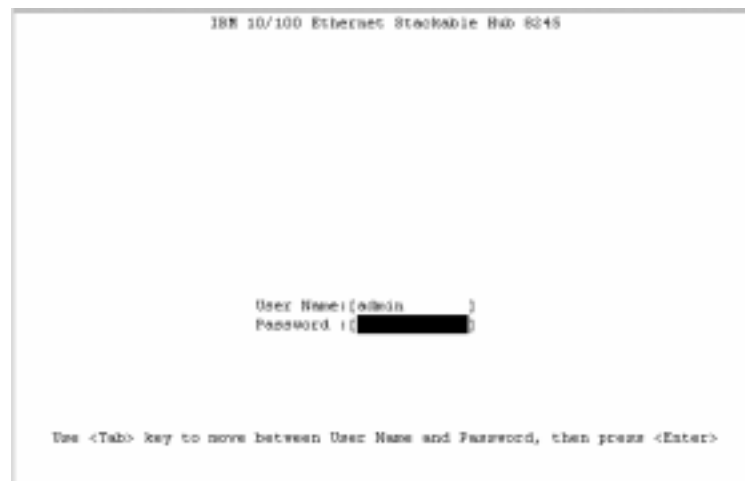 IBM 10/100 Ethernet Stackable Hub 8245
User Name:[admin ]
Password :[ ]
Use <Tab> key to move between User Name and Password, then press <Enter>